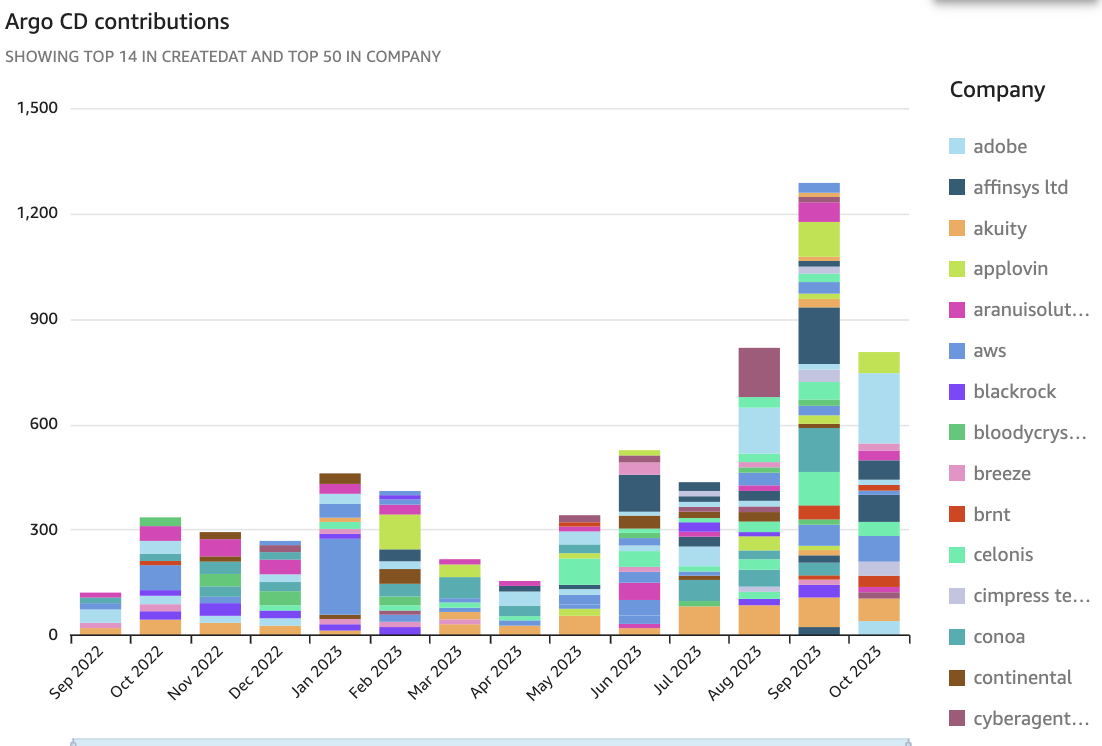 Argo CD contributions
SHOWING TOP 14 IN CREATEDAT AND TOP 50 IN COMPANY
1,500
1,200
900
600
300
0
Sep 2022
Oct 2022
Nov 2022
Dec 2022
Jan 2023
Feb 2023
Mar 2023
Apr 2023
May 2023
Jun 2023
Jul 2023
Aug 2023
Sep 2023
Oct 2023
Company
adobe
affinsys ltd
akuity
applovin
aranuisolut...
aws
blackrock
bloodycrys...
breeze
brnt
celonis
cimpress te...
conoa
continental
cyberagent...